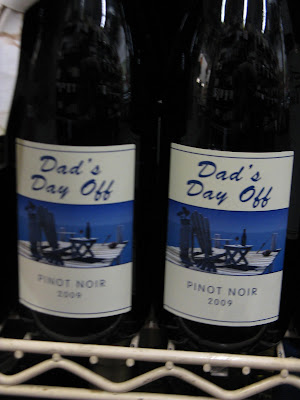 Dad's
Day Off
PINOT NOIR
2009
Dad's
Day Off
PINOT NOIR
2009